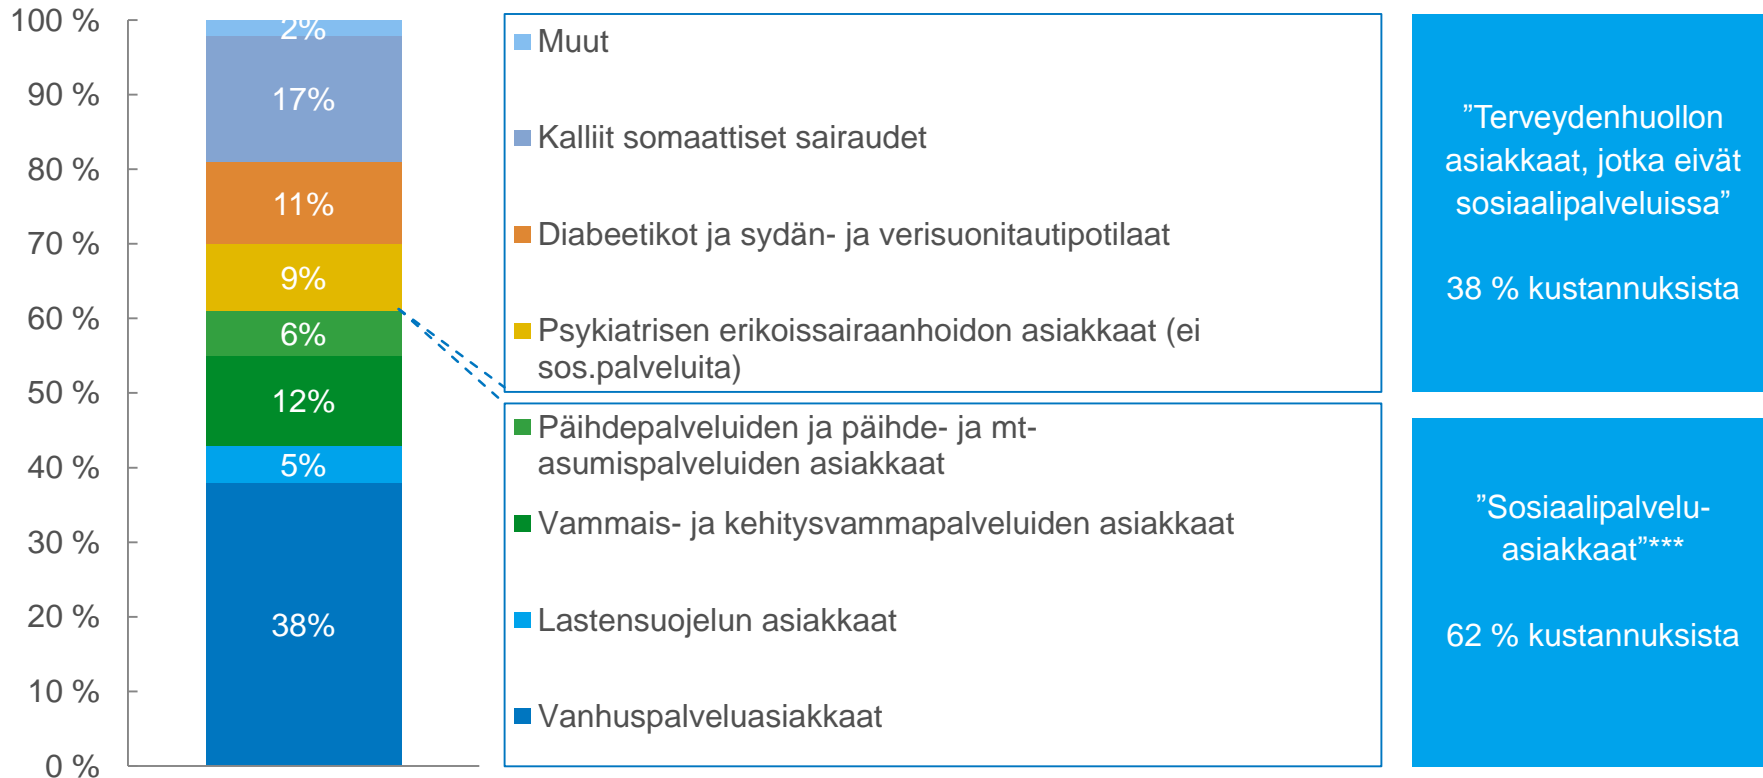 100 %
90 %
80 %
70 %
60 %
50 %
40 %
30 %
20 %
10 %
0 %
2%
17%
11%
9%
6%
12%
5%
38%
Muut
Kalliit somaattiset sairaudet
Diabeetikot ja sydän- ja verisuonitautipotilaat
Psykiatrisen erikoissairaanhoidon asiakkaat (ei
sos.palveluita)
Päihdepalveluiden ja päihde- ja mt-
asumispalveluiden asiakkaat
Vammais- ja kehitysvammapalveluiden asiakkaat
Lastensuojelun asiakkaat
Vanhuspalveluasiakkaat
”Terveydenhuollon
asiakkaat, jotka eivät
sosiaalipalveluissa”
38 % kustannuksista
”Sosiaalipalvelu-
asiakkaat”***
62 % kustannuksista